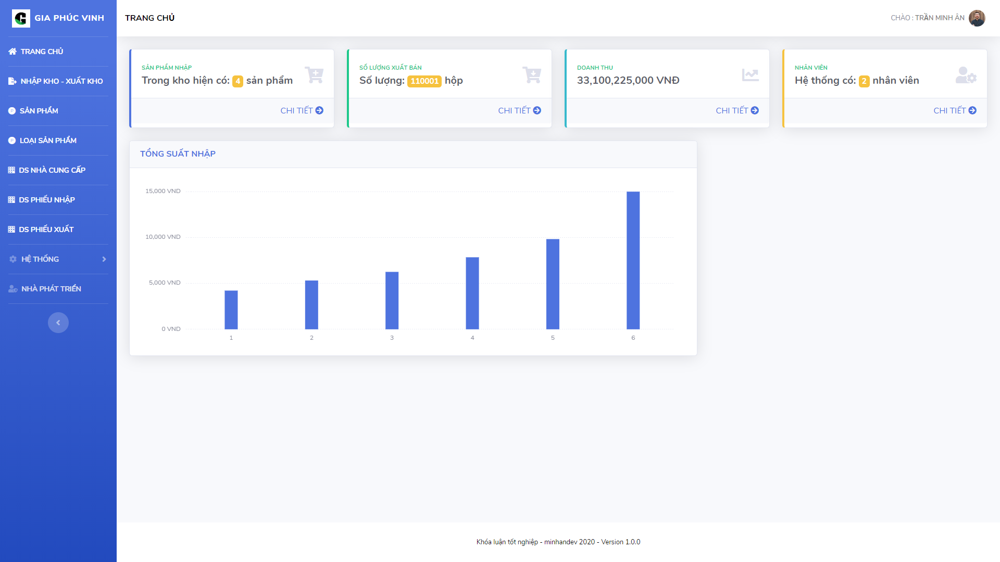 GIA PHÚC VINH
TRANG CHỦ
NHẬP KHO - XUẤT KHO
SẢN PHẨM
LOẠI SẢN PHẨM
DS NHÀ CUNG CẤP
DS PHIẾU NHẬP
DS PHIẾU XUẤT
HỆ THỐNG
NHÀ PHÁT TRIỂN
TRANG CHỦ
CHÀO : TRẦN MINH ÂN
SẢN PHẨM NHẬP
Trong kho hiện có: 4 sản phẩm
CHI TIẾT
SỐ LƯỢNG XUẤT BÁN
Số lượng: 110001 hộp
CHI TIẾT
DOANH THU
33,100,225,000 VNĐ
CHI TIẾT
NHÂN VIÊN
Hệ thống có: 2 nhân viên
CHI TIẾT
TỔNG SUẤT NHẬP
15,000 VND
10,000 VND
5,000 VND
0 VND
1 2 3 4 5 6
Khóa luận tốt nghiệp - minhandev 2020 - Version 1.0.0